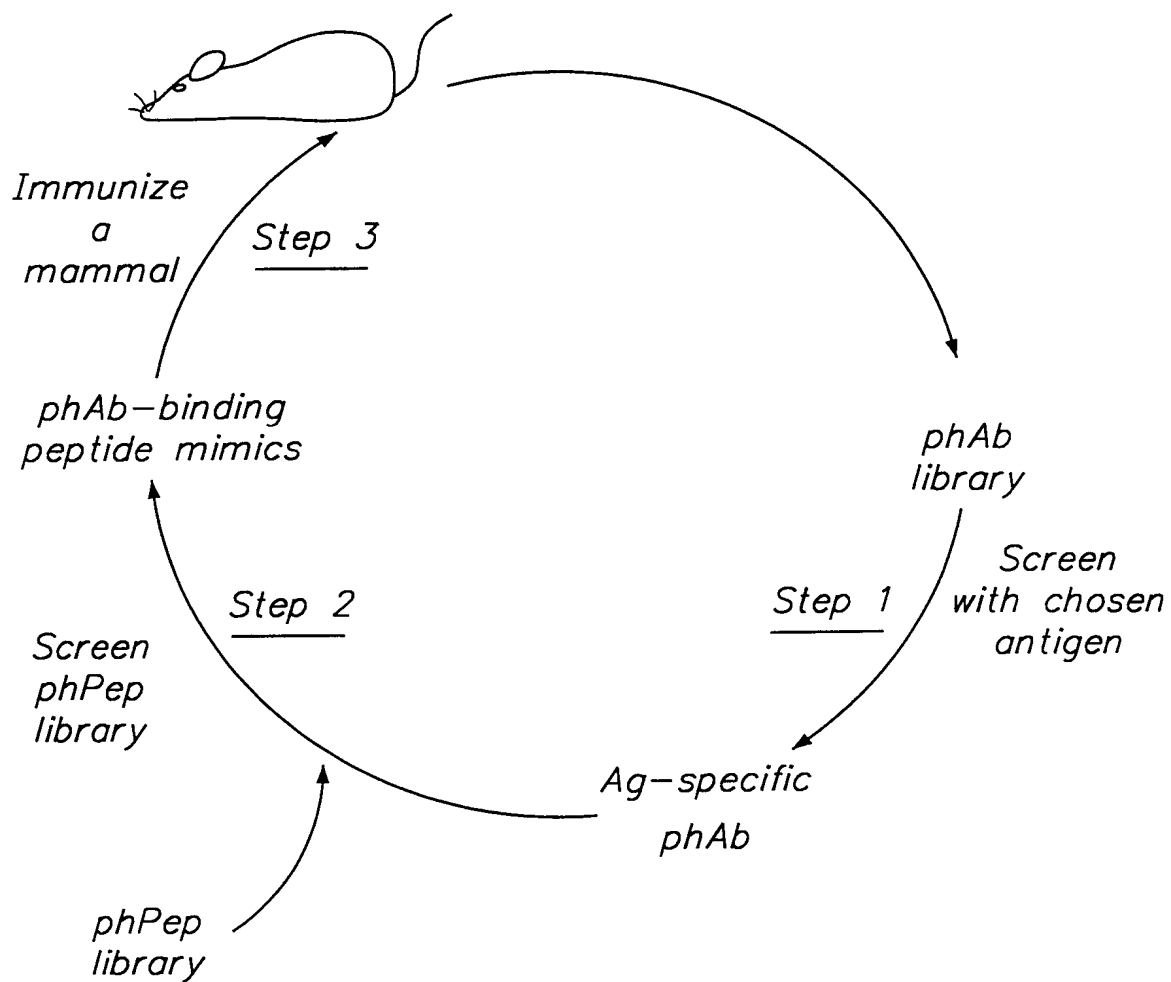 Immunize
a
mammal
Step 3
phAb-binding
peptide mimics
phAb
library
Screen
with chosen
antigen
Step 1
Step 2
Screen
phPep
library
Ag-specific
phAb
phPep
library